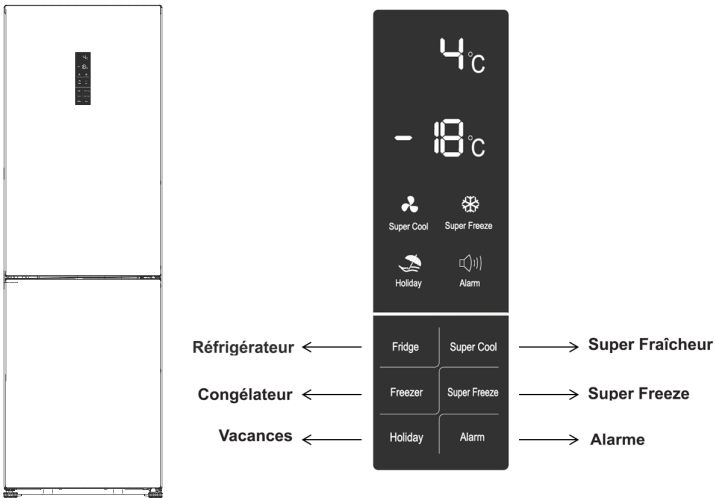 4°C
- 18°C
Super Cool Super Freeze
Holiday Alarm
Réfrigérateur Fridge Super Cool Super Fraîcheur
Congélateur Freezer Super Freeze Super Freeze
Vacances Holiday Alarm Alarme